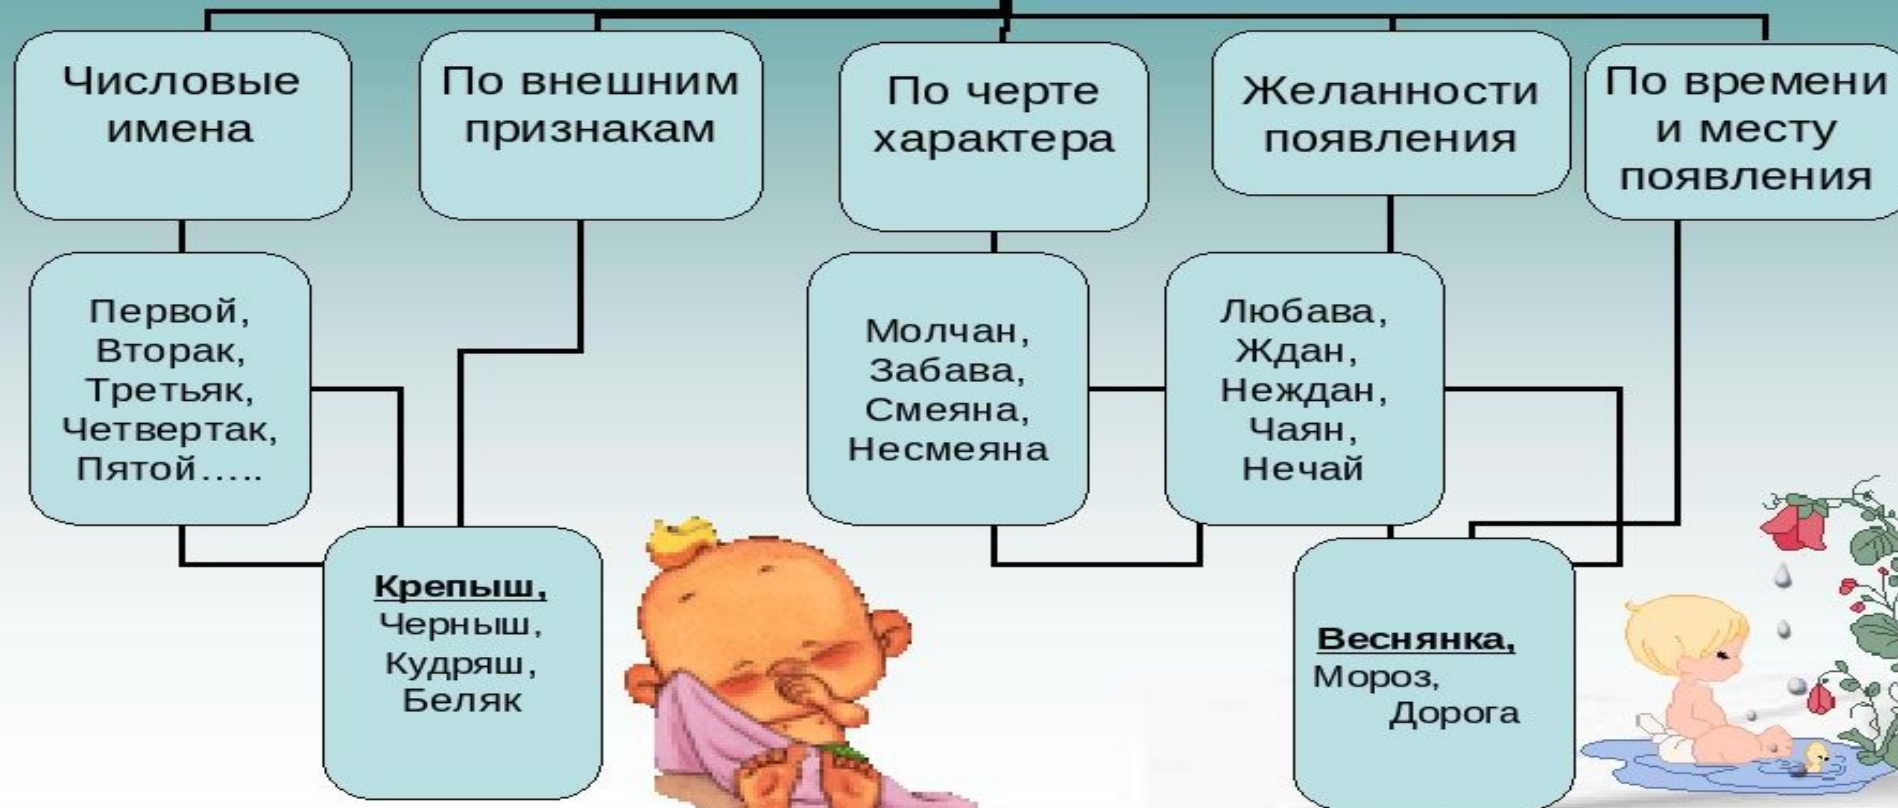 Числовые
имена
По внешним
признакам
По черте
характера
Желанности
появления
По времени
и месту
появления
Первой,
Вторак,
Третьяк,
Четвертак,
Пятой…..
Молчан,
Забава,
Смеяна,
Несмеяна
Любава,
Ждан,
Неждан,
Чаян,
Нечай
Крепыш,
Черныш,
Кудряш,
Беляк
Веснянка,
Мороз,
Дорога